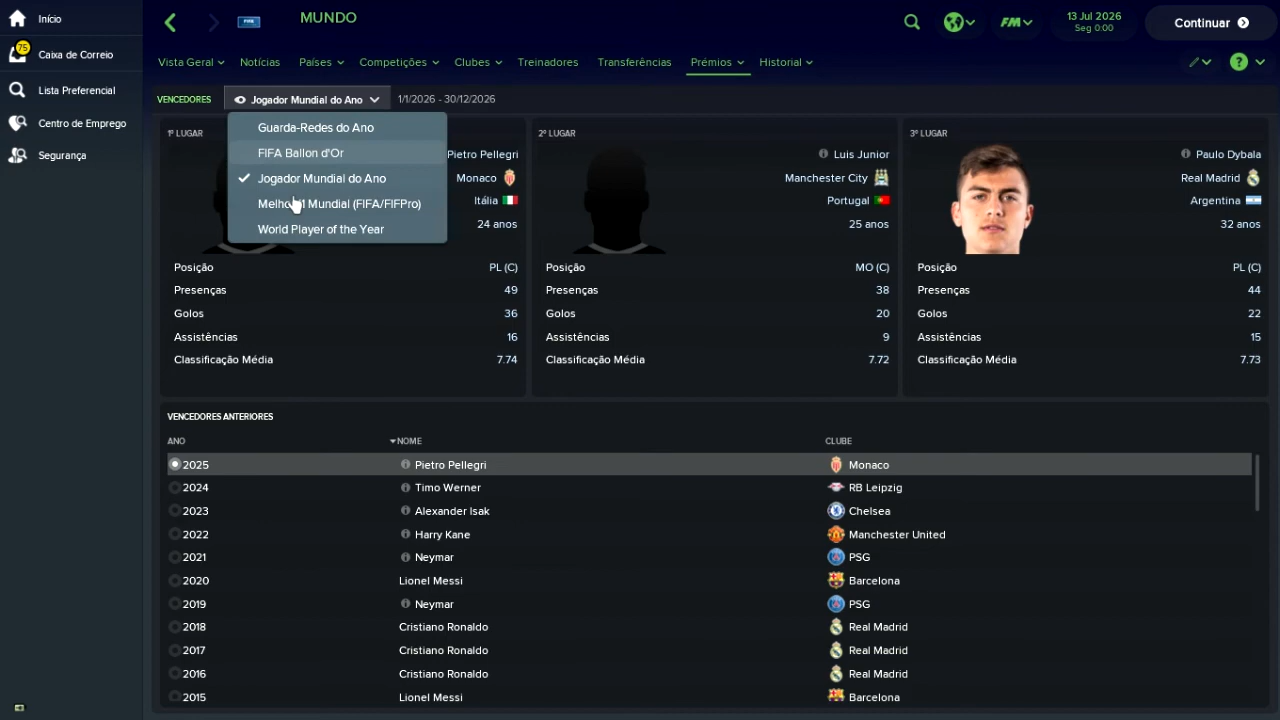 Início
75
Caixa de Correio
Lista Preferencial
Centro de Emprego
Segurança
FIFA
MUNDO
FM
13 Jul 2026
Seg 0:00
Continuar
Vista Geral
Notícias
Países
Competições
Clubes
Treinadores
Transferências
Prémios
Historial
?
VENCEDORES
Jogador Mundial do Ano
1/1/2026 - 30/12/2026
Guarda-Redes do Ano
FIFA Ballon d'Or
Jogador Mundial do Ano
Mundial (FIFA/FIFPro)
World Player of the Year
1º LUGAR
Pietro Pellegri
Monaco
Itália
24 anos
Posição PL (C)
Presenças 49
Golos 36
Assistências 16
Classificação Média 7.74
2º LUGAR
Luis Junior
Manchester City
Portugal
25 anos
Posição MO (C)
Presenças 38
Golos 20
Assistências 9
Classificação Média 7.72
3º LUGAR
Paulo Dybala
Real Madrid
Argentina
32 anos
Posição PL (C)
Presenças 44
Golos 22
Assistências 15
Classificação Média 7.73
VENCEDORES ANTERIORES
ANO NOME CLUBE
2025 Pietro Pellegri Monaco
2024 Timo Werner RB Leipzig
2023 Alexander Isak Chelsea
2022 Harry Kane Manchester United
2021 Neymar PSG
2020 Lionel Messi Barcelona
2019 Neymar PSG
2018 Cristiano Ronaldo Real Madrid
2017 Cristiano Ronaldo Real Madrid
2016 Cristiano Ronaldo Real Madrid
2015 Lionel Messi Barcelona